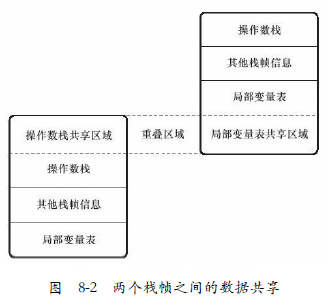 操作数栈
其他栈帧信息
局部变量表
操作数栈共享区域 重叠区域 局部变量表共享区域
操作数栈
其他栈帧信息
局部变量表
图 8-2 两个栈帧之间的数据共享